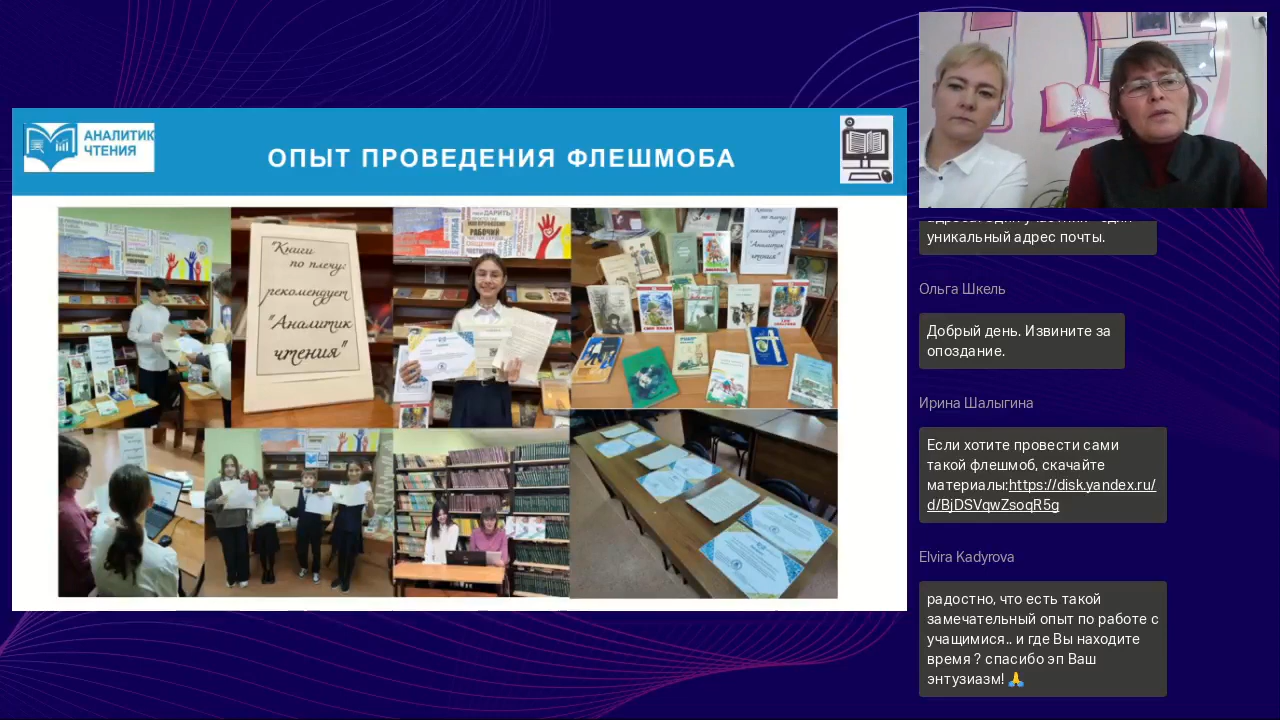 АНАЛИТИК
ЧТЕНИЯ
ОПЫТ ПРОВЕДЕНИЯ ФЛЕШМОБА
Книги
по плечу:
рекомендует
"Аналитик
чтения"
уникальный адрес почты.
Ольга Шкель
Добрый день. Извините за
опоздание.
Ирина Шалыгина
Если хотите провести сами
такой флешмоб, скачайте
материалы:https://disk.yandex.ru/
d/BjDSVqwZsoqR5g
Elvira Kadyrova
радостно, что есть такой
замечательный опыт по работе с
учащимися.. и где Вы находите
время ? спасибо эп Ваш
энтузиазм! 🙏